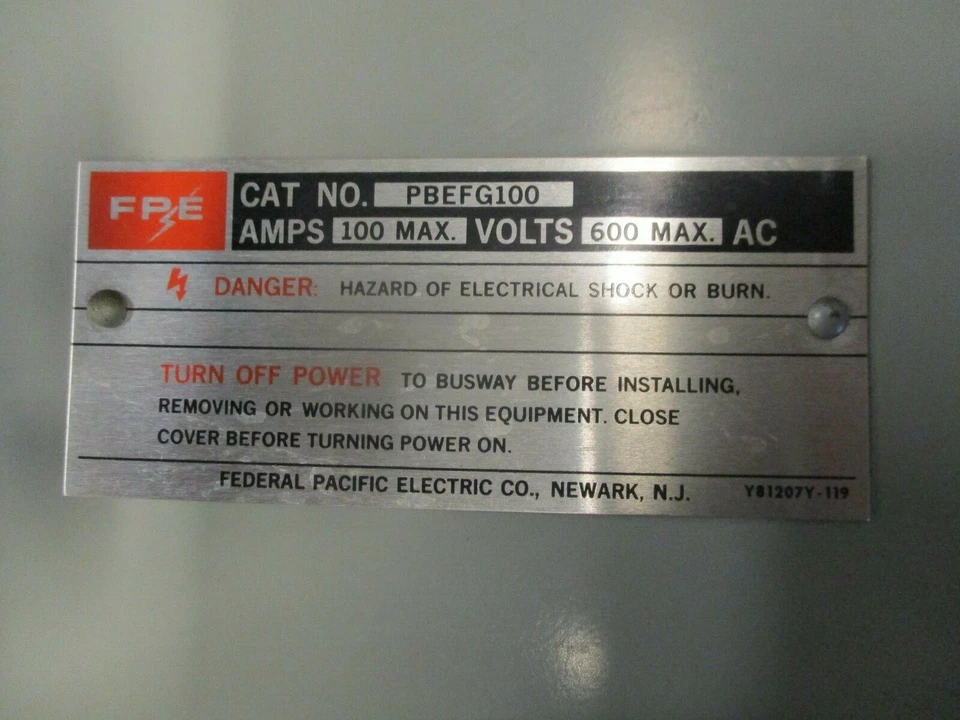 FPE
CAT NO. PBEFG100
AMPS 100 MAX. VOLTS 600 MAX. AC
DANGER: HAZARD OF ELECTRICAL SHOCK OR BURN.
TURN OFF POWER TO BUSWAY BEFORE INSTALLING,
REMOVING OR WORKING ON THIS EQUIPMENT. CLOSE
COVER BEFORE TURNING POWER ON.
FEDERAL PACIFIC ELECTRIC CO., NEWARK, N.J. Y81207Y-119